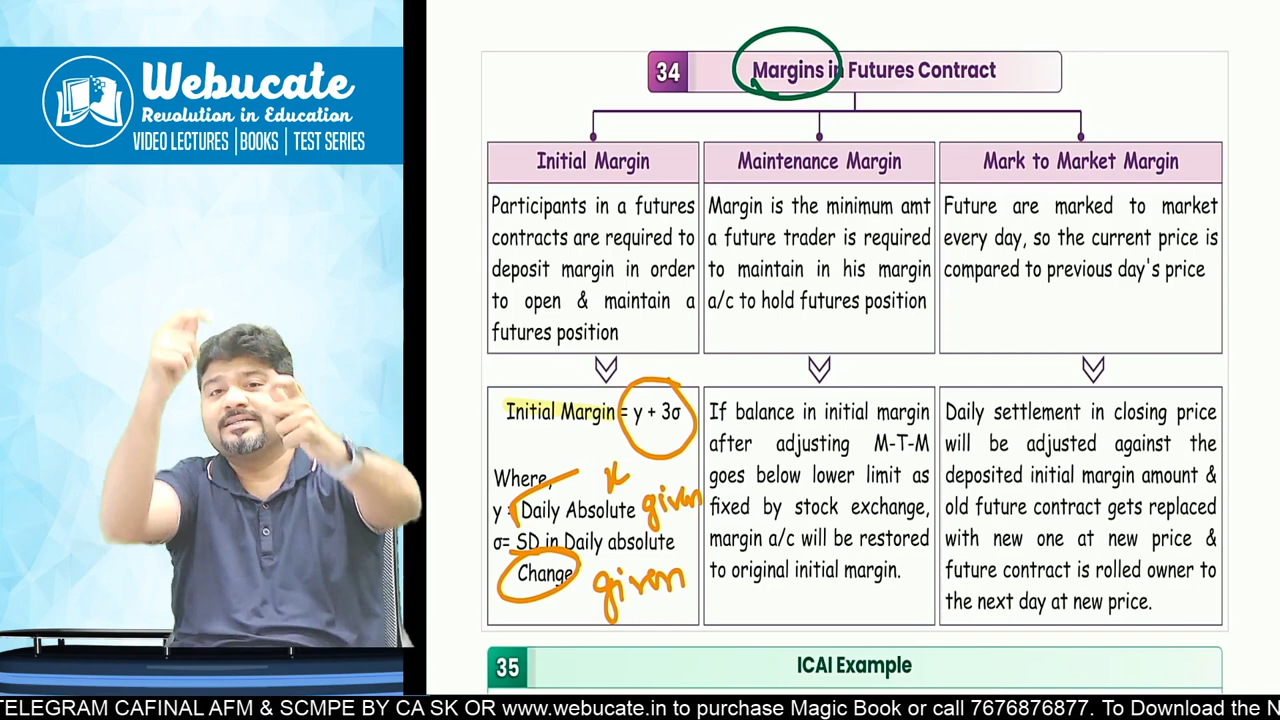 Webucate
Revolution in Education
VIDEO LECTURES | BOOKS | TEST SERIES
34 Margins in Futures Contract
Initial Margin
Participants in a futures
contracts are required to
deposit margin in order
to open & maintain a
futures position
Initial Margin = y + 3σ
Where,
x
y = Daily Absolute given
σ= SD in Daily absolute
Change given
Maintenance Margin
Margin is the minimum amt
a future trader is required
to maintain in his margin
a/c to hold futures position
If balance in initial margin
after adjusting M-T-M
goes below lower limit as
fixed by stock exchange,
margin a/c will be restored
to original initial margin.
Mark to Market Margin
Future are marked to market
every day, so the current price is
compared to previous day's price
Daily settlement in closing price
will be adjusted against the
deposited initial margin amount &
old future contract gets replaced
with new one at new price &
future contract is rolled owner to
the next day at new price.
35 ICAI Example
TELEGRAM CAFINAL AFM & SCMPE BY CA SK OR www.webucate.in to purchase Magic Book or call 7676876877. To Download the N